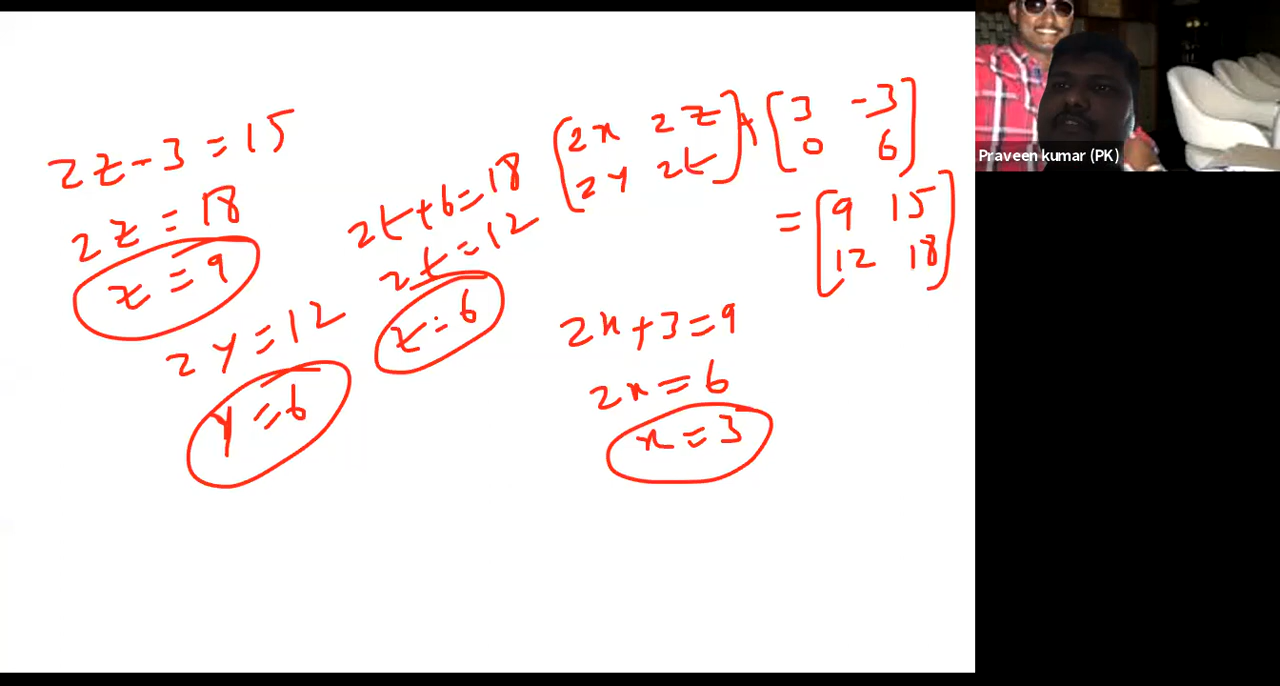 2z - 3 = 15
2z = 18
z = 9
2y = 12
y = 6
2t + 6 = 18
2t = 12
t = 6
[2x 2z] + [3 -3]
[2y 2t] [0 6]
= [9 15]
[12 18]
2x + 3 = 9
2x = 6
x = 3
Praveen kumar (PK)